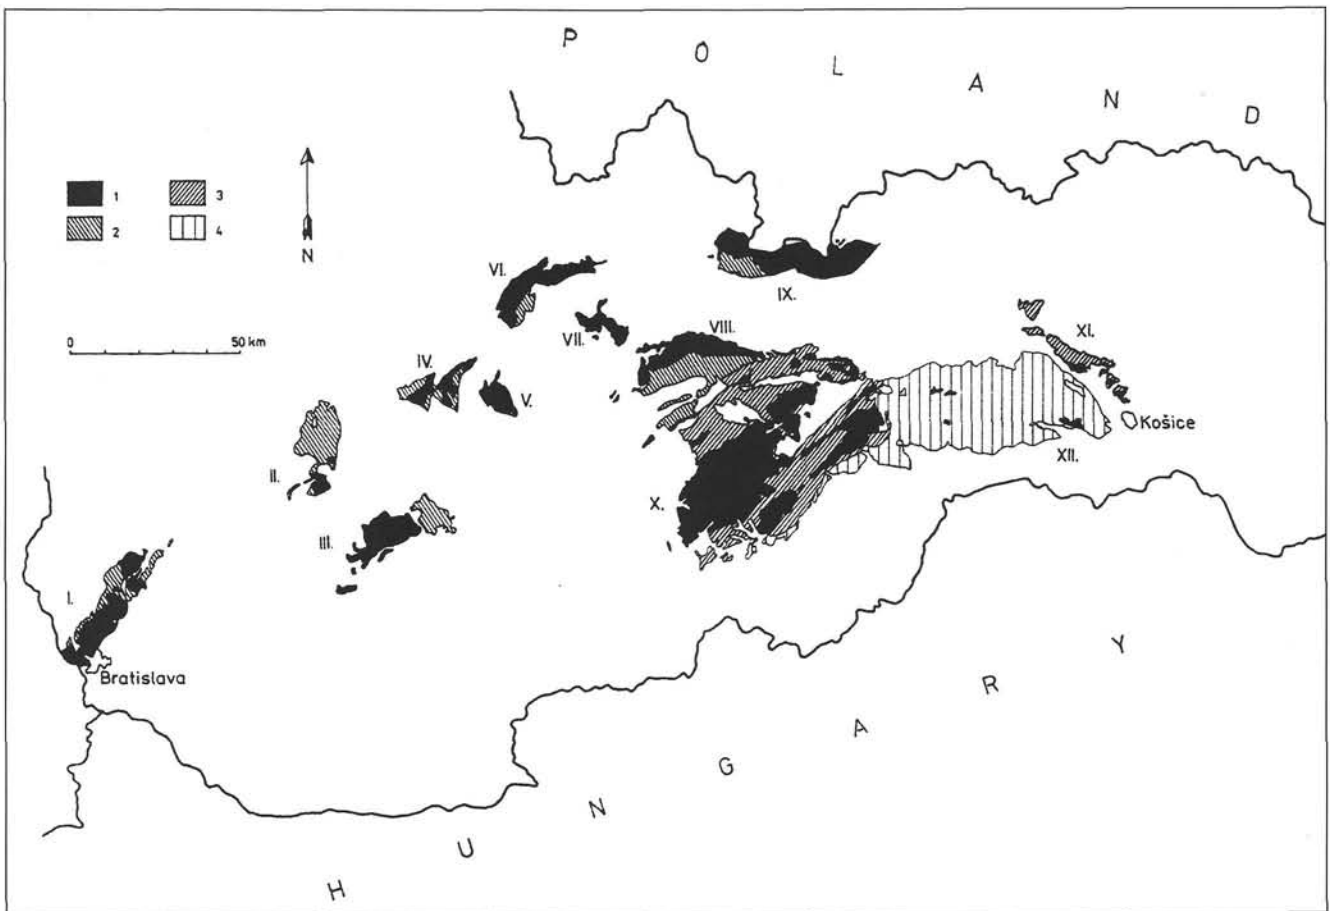 P O L A N D
1
3
2
4
N
VI.
IX.
0 50 km
VII.
VIII.
XI.
IV.
V.
Košice
II.
XII.
X.
III.
I.
Bratislava
H U N G A R Y